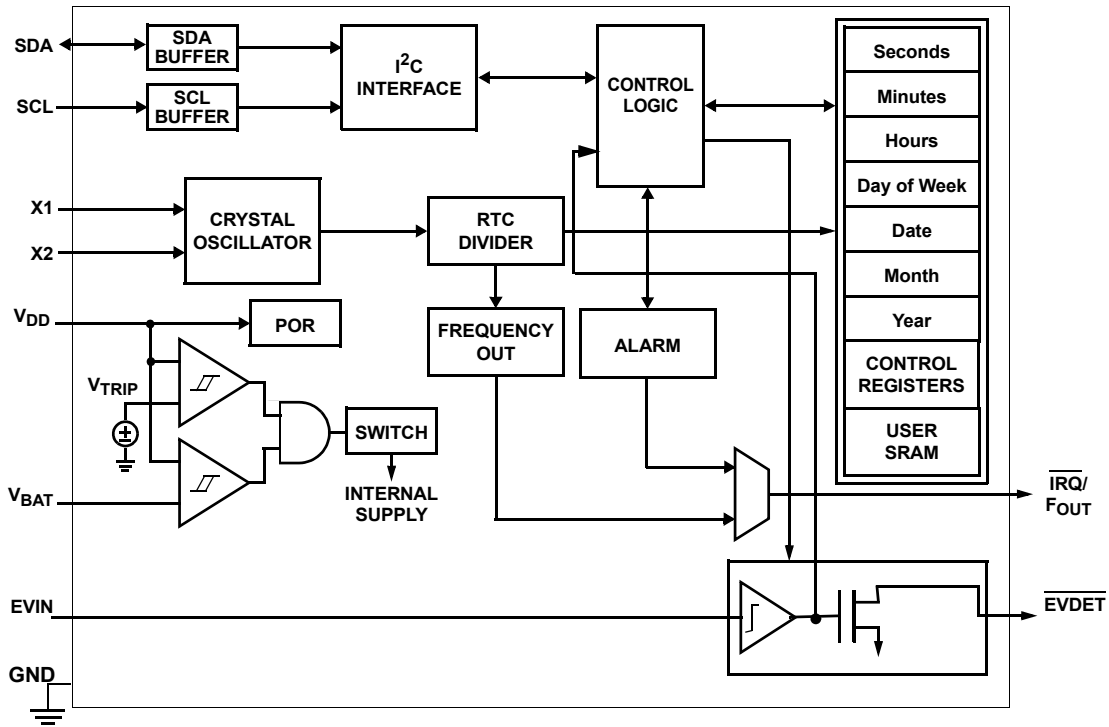 SDA
SDA
BUFFER
SCL
SCL
BUFFER
I²C
INTERFACE
CONTROL
LOGIC
Seconds
Minutes
Hours
Day of Week
Date
Month
Year
CONTROL
REGISTERS
USER
SRAM
X1
X2
CRYSTAL
OSCILLATOR
RTC
DIVIDER
FREQUENCY
OUT
ALARM
VDD
POR
VTRIP
SWITCH
INTERNAL
SUPPLY
VBAT
IRQ/
FOUT
EVIN
EVDET
GND